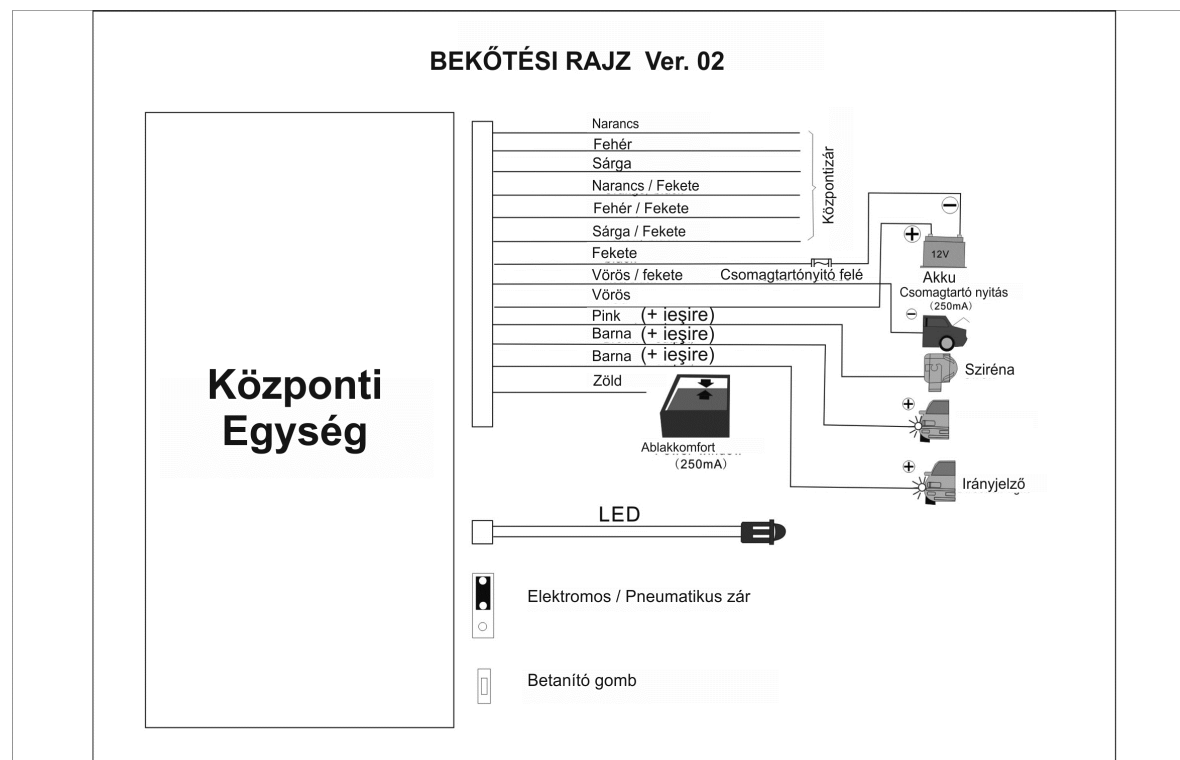 BEKŐTÉSI RAJZ Ver. 02
Központi
Egység
Narancs
Fehér
Sárga
Narancs / Fekete
Fehér / Fekete
Sárga / Fekete
Központizár
Fekete
Vörös / fekete
Csomagtartónyitó felé
Vörös
Pink (+ ieşire)
Barna (+ ieşire)
Barna (+ ieşire)
Zöld
12V
Akku
Csomagtartó nyitás
(250mA)
Sziréna
Irányjelző
Ablakkomfort
(250mA)
LED
Elektromos / Pneumatikus zár
Betanító gomb